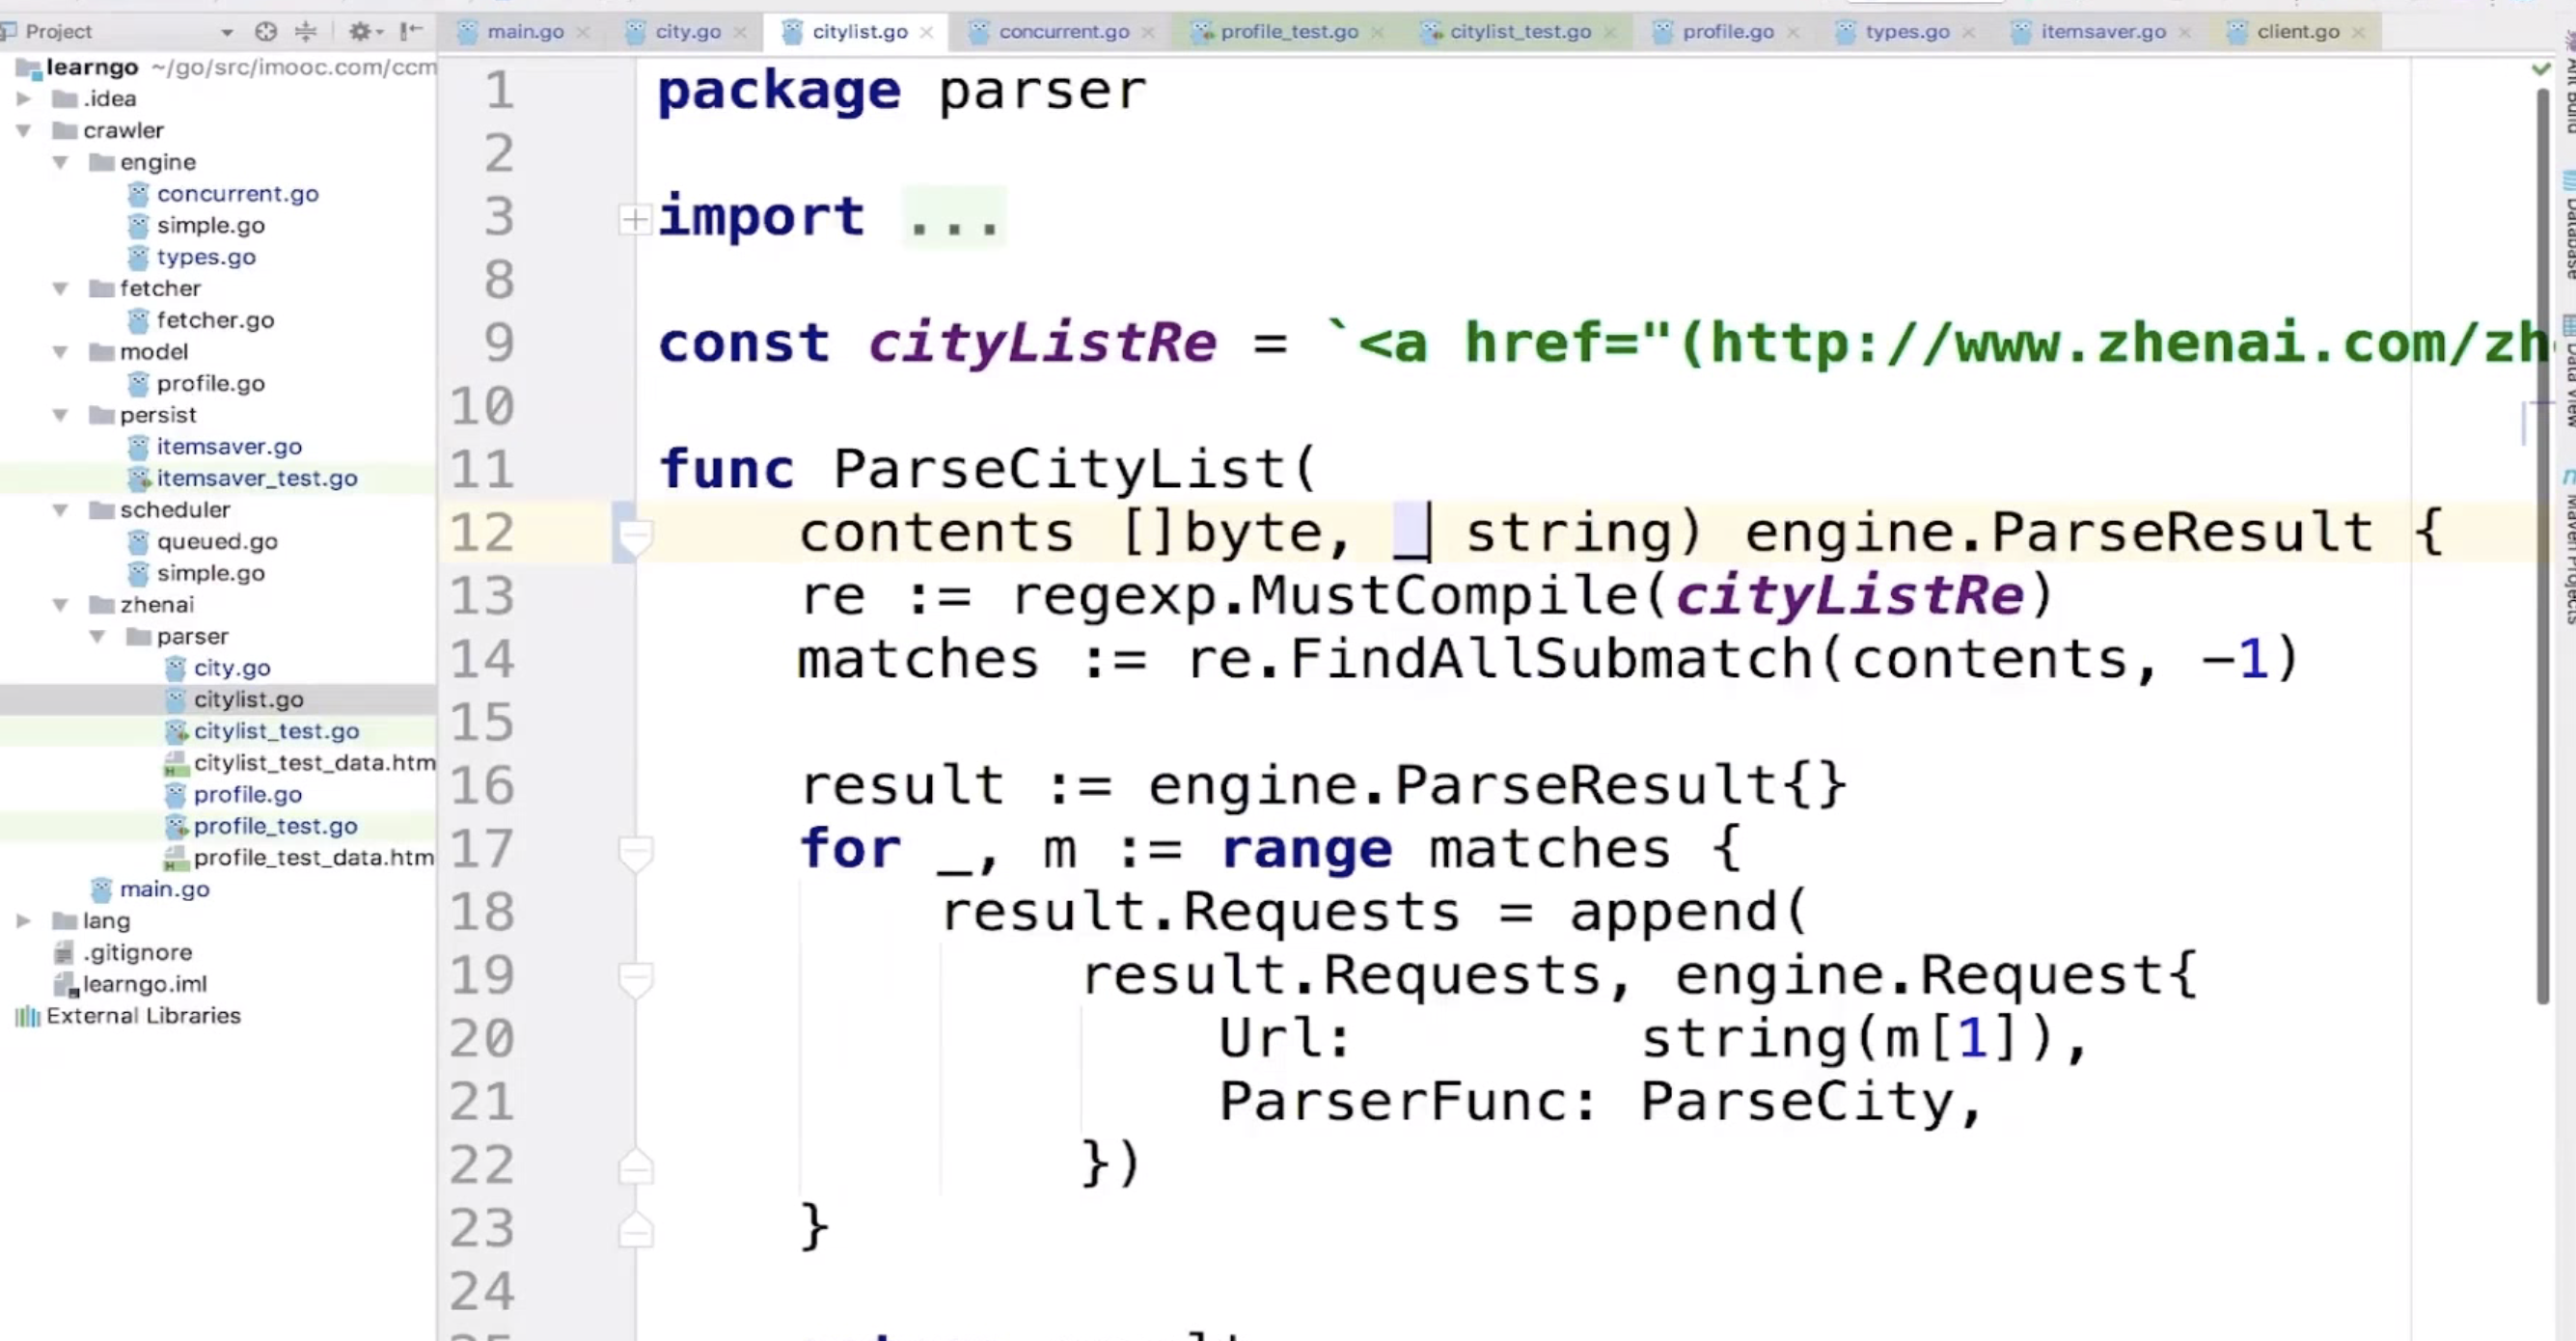 Project
main.go
city.go
citylist.go
concurrent.go
profile_test.go
citylist_test.go
profile.go
types.go
itemsaver.go
client.go
learngo ~/go/src/imooc.com/ccm
.idea
crawler
engine
concurrent.go
simple.go
types.go
fetcher
fetcher.go
model
profile.go
persist
itemsaver.go
itemsaver_test.go
scheduler
queued.go
simple.go
zhenai
parser
city.go
citylist.go
citylist_test.go
citylist_test_data.htm
profile.go
profile_test.go
profile_test_data.htm
main.go
lang
.gitignore
learngo.iml
External Libraries
1 package parser
2
3 import ...
8
9 const cityListRe = `<a href="(http://www.zhenai.com/zh
10
11 func ParseCityList(
12 contents []byte, _ string) engine.ParseResult {
13 re := regexp.MustCompile(cityListRe)
14 matches := re.FindAllSubmatch(contents, -1)
15
16 result := engine.ParseResult{}
17 for _, m := range matches {
18 result.Requests = append(
19 result.Requests, engine.Request{
20 Url: string(m[1]),
21 ParserFunc: ParseCity,
22 })
23 }
24
Database
Data View
Maven Projects